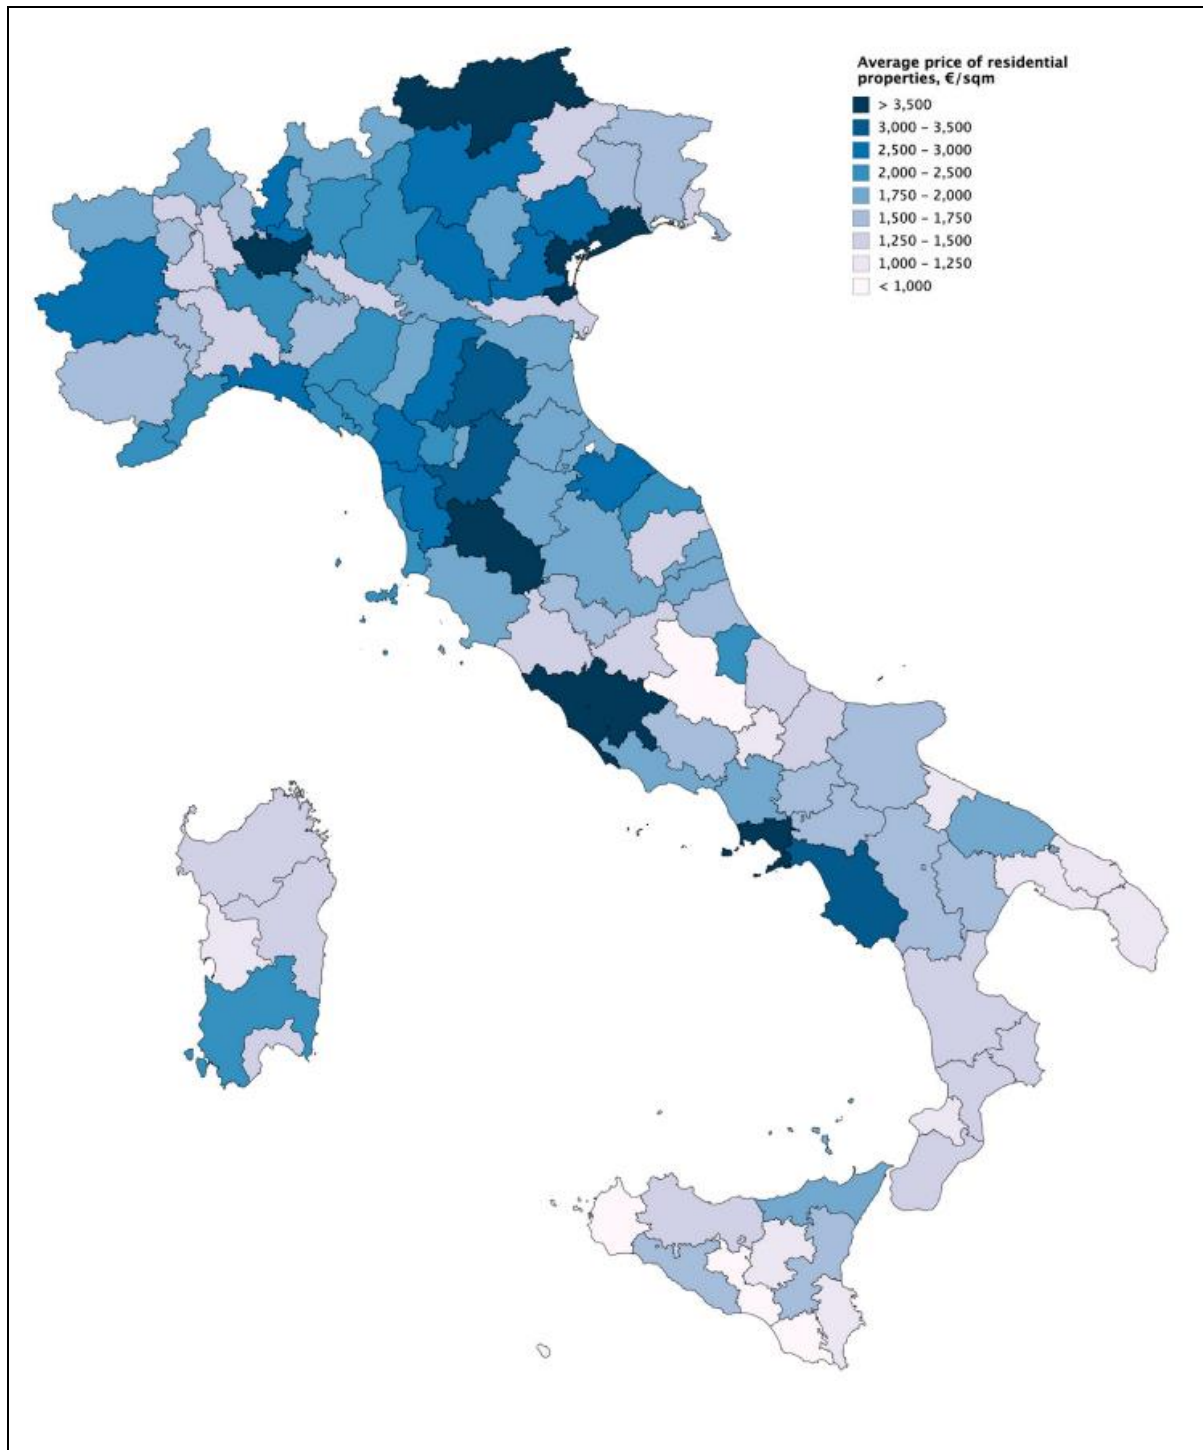 Average price of residential
properties, €/sqm
> 3,500
3,000 – 3,500
2,500 – 3,000
2,000 – 2,500
1,750 – 2,000
1,500 – 1,750
1,250 – 1,500
1,000 – 1,250
< 1,000